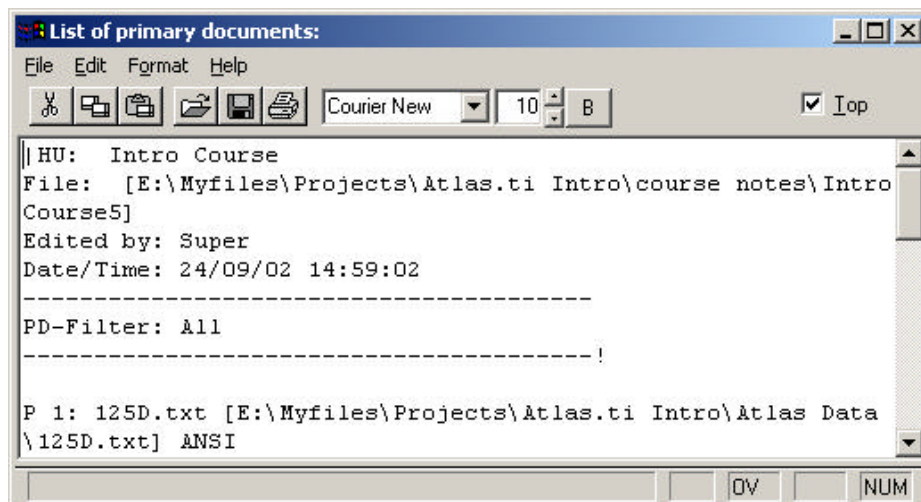 List of primary documents:
File Edit Format Help
Courier New 10 B Top
HU: Intro Course
File: [E:\Myfiles\Projects\Atlas.ti Intro\course notes\Intro
Course5]
Edited by: Super
Date/Time: 24/09/02 14:59:02
----------------------------------------
PD-Filter: All
----------------------------------------!
P 1: 125D.txt [E:\Myfiles\Projects\Atlas.ti Intro\Atlas Data
\125D.txt] ANSI
OV NUM